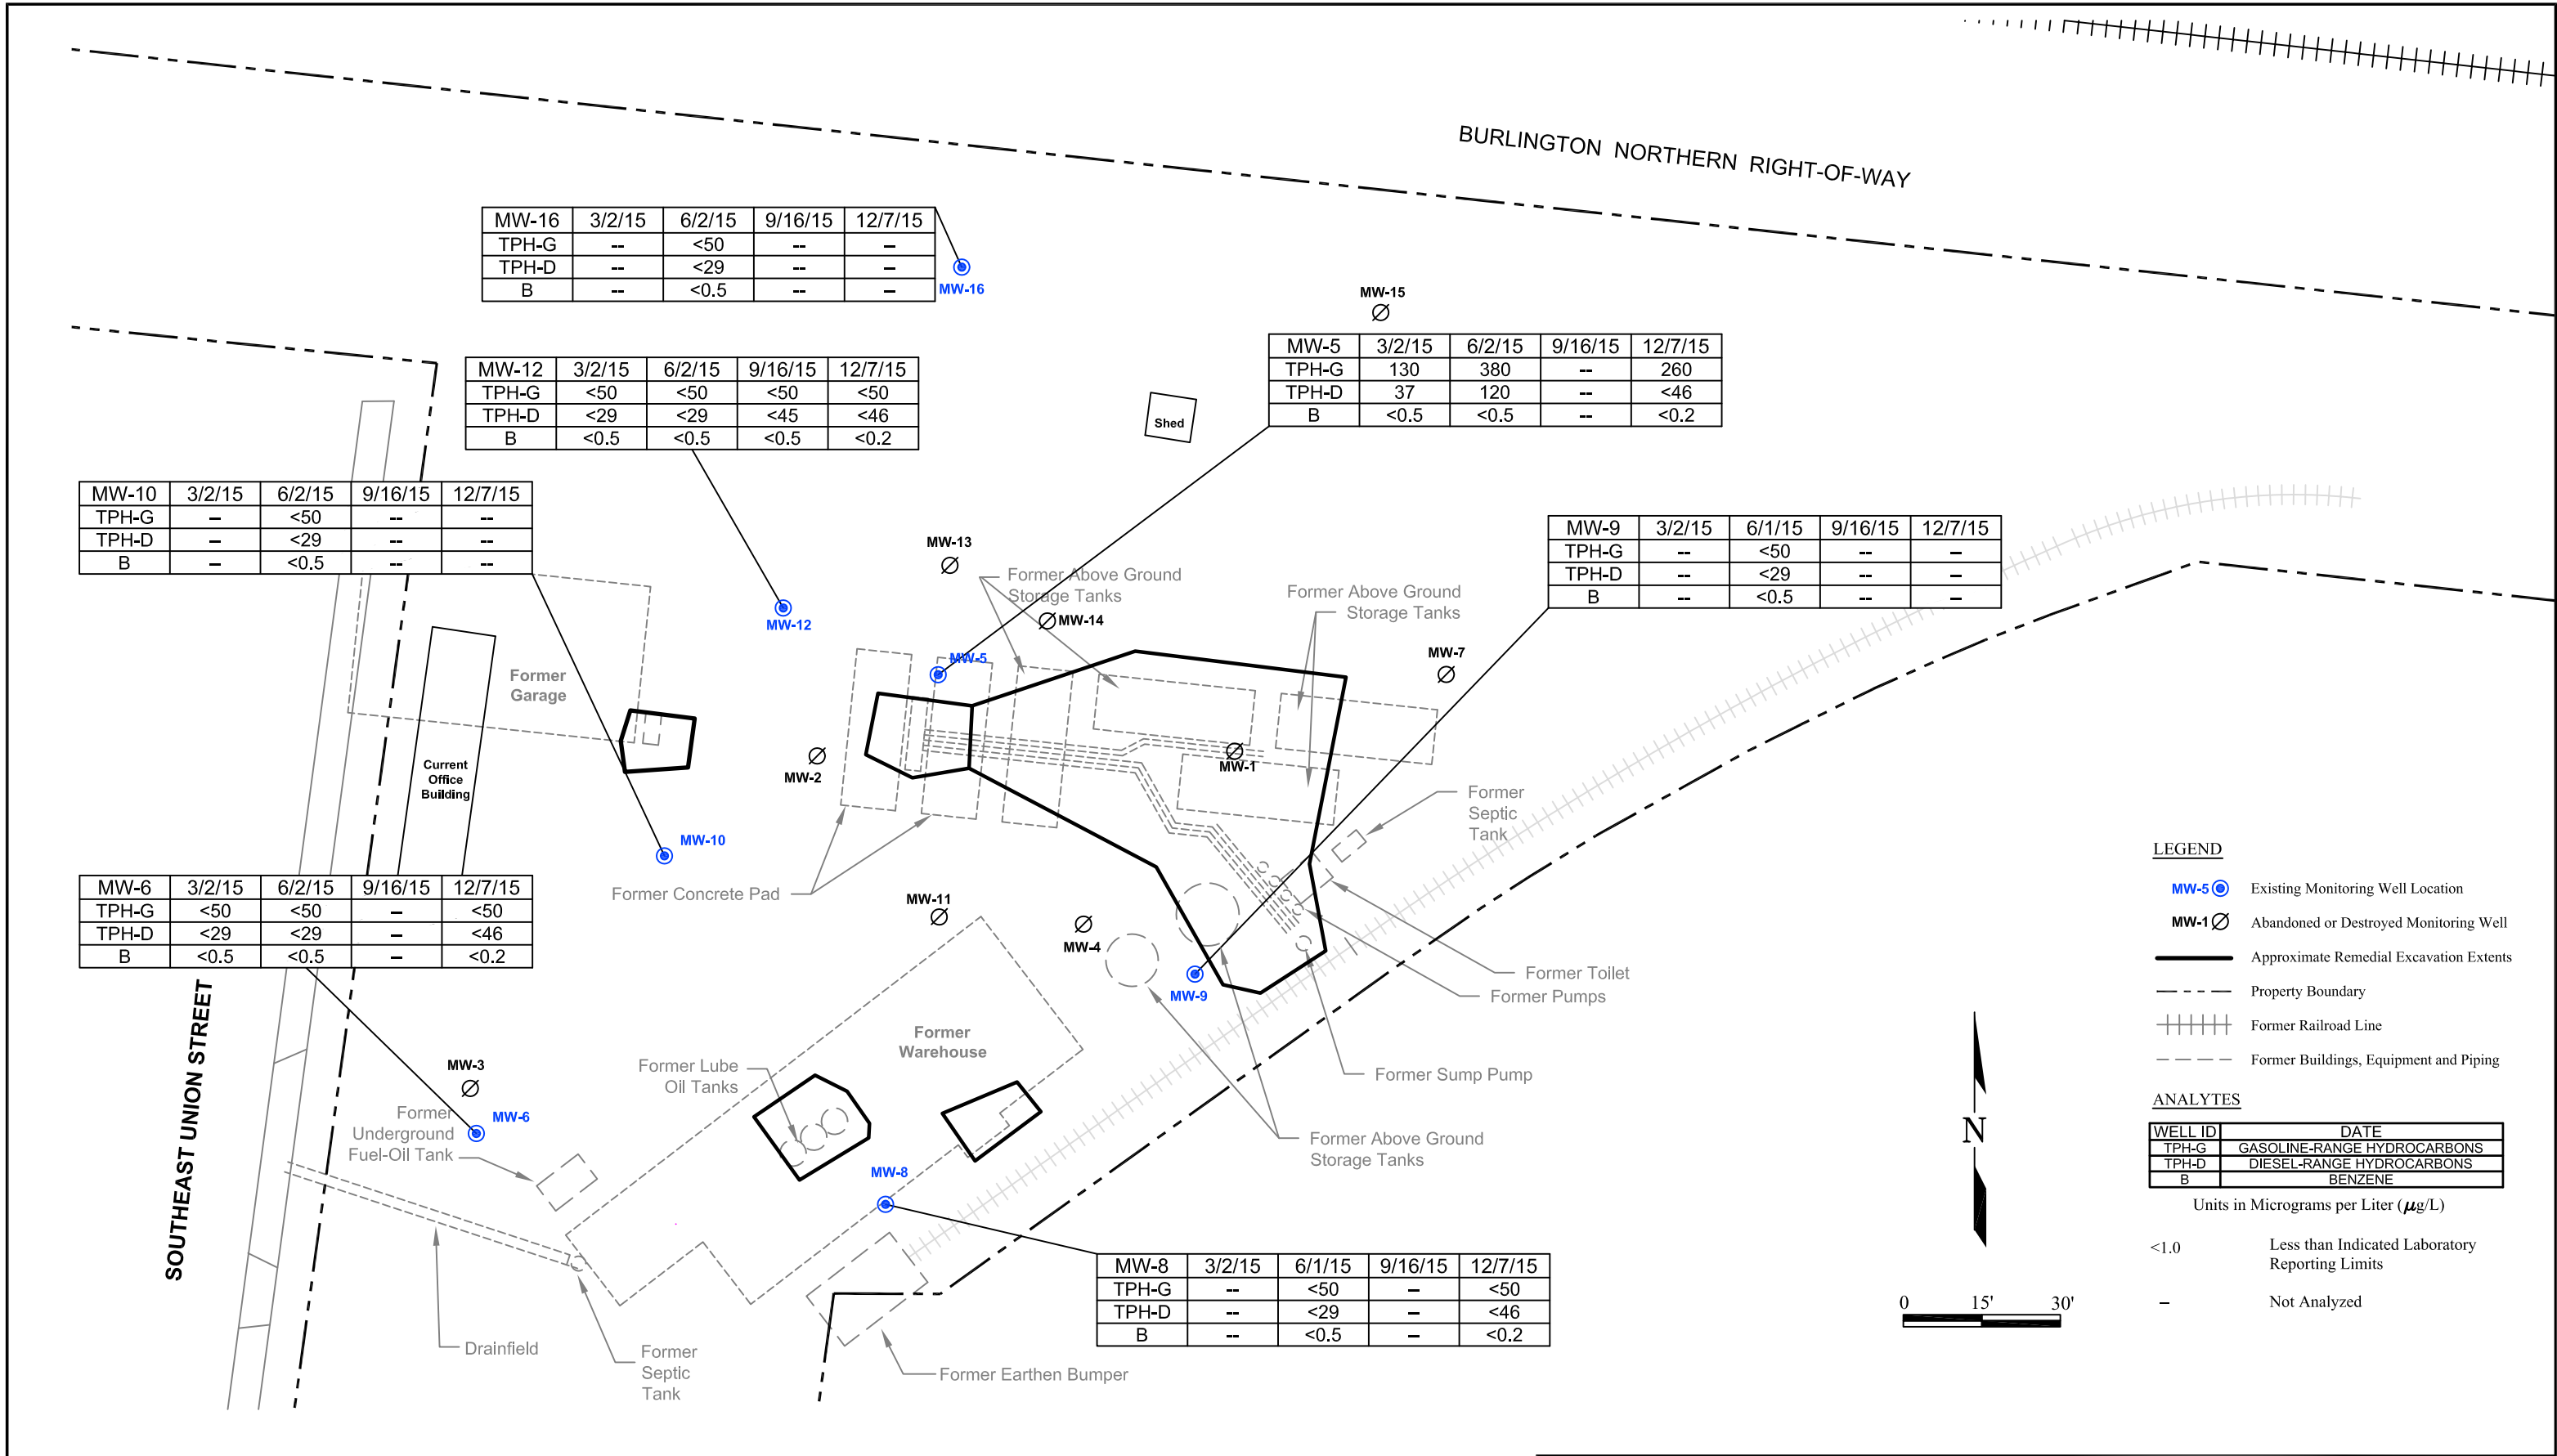 BURLINGTON NORTHERN RIGHT-OF-WAY
MW-16 3/2/15 6/2/15 9/16/15 12/7/15
TPH-G -- <50 -- –
TPH-D -- <29 -- –
B -- <0.5 -- –
MW-16
MW-15
MW-12 3/2/15 6/2/15 9/16/15 12/7/15
TPH-G <50 <50 <50 <50
TPH-D <29 <29 <45 <46
B <0.5 <0.5 <0.5 <0.2
MW-5 3/2/15 6/2/15 9/16/15 12/7/15
TPH-G 130 380 -- 260
TPH-D 37 120 -- <46
B <0.5 <0.5 -- <0.2
Shed
MW-10 3/2/15 6/2/15 9/16/15 12/7/15
TPH-G – <50 -- --
TPH-D – <29 -- --
B – <0.5 -- --
MW-9 3/2/15 6/1/15 9/16/15 12/7/15
TPH-G -- <50 -- –
TPH-D -- <29 -- –
B -- <0.5 -- –
MW-13
Former Above Ground
Storage Tanks
MW-14
Former Above Ground
Storage Tanks
MW-12
MW-5
MW-7
Former
Garage
Current
Office
Building
MW-2
MW-1
Former
Septic
Tank
MW-10
Former Concrete Pad
MW-11
MW-4
MW-6 3/2/15 6/2/15 9/16/15 12/7/15
TPH-G <50 <50 – <50
TPH-D <29 <29 – <46
B <0.5 <0.5 – <0.2
MW-9
Former Toilet
Former Pumps
SOUTHEAST UNION STREET
Former
Warehouse
MW-3
Former Lube
Oil Tanks
Former Sump Pump
MW-6
Former
Underground
Fuel-Oil Tank
Former Above Ground
Storage Tanks
MW-8
MW-8 3/2/15 6/1/15 9/16/15 12/7/15
TPH-G -- <50 – <50
TPH-D -- <29 – <46
B -- <0.5 – <0.2
Drainfield
Former
Septic
Tank
Former Earthen Bumper
N
0 15' 30'
LEGEND
MW-5 Existing Monitoring Well Location
MW-1 Abandoned or Destroyed Monitoring Well
Approximate Remedial Excavation Extents
Property Boundary
Former Railroad Line
Former Buildings, Equipment and Piping
ANALYTES
WELL ID DATE
TPH-G GASOLINE-RANGE HYDROCARBONS
TPH-D DIESEL-RANGE HYDROCARBONS
B BENZENE
Units in Micrograms per Liter (µg/L)
<1.0 Less than Indicated Laboratory
Reporting Limits
– Not Analyzed